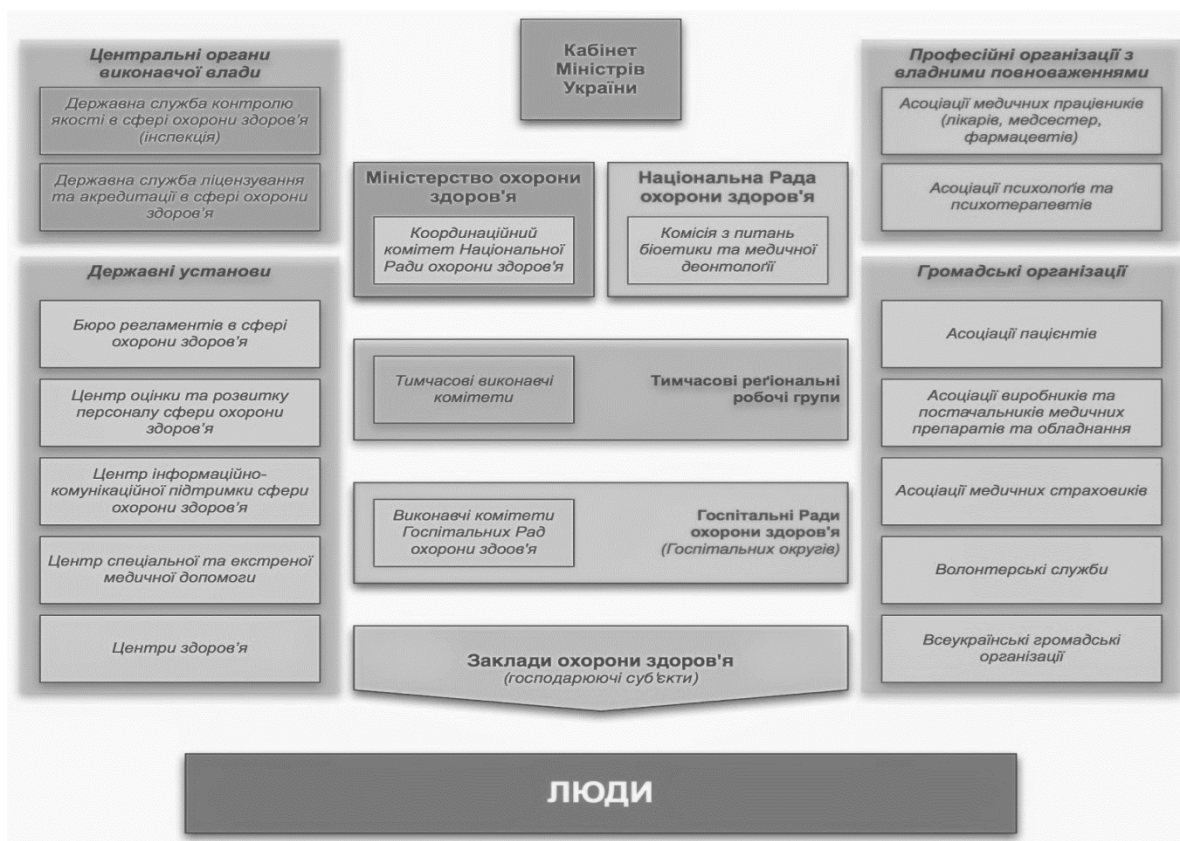 Кабінет
Міністрів
України
Центральні органи
виконавчої влади
Державна служба контролю
якості в сфері охорони здоров'я
(інспекція)
Державна служба ліцензування
та акредитації в сфері охорони
здоров'я
Державні установи
Бюро регламентів в сфері
охорони здоров'я
Центр оцінки та розвитку
персоналу сфери охорони
здоров'я
Центр інформаційно-
комунікаційної підтримки сфери
охорони здоров'я
Центр спеціальної та екстреної
медичної допомоги
Центри здоров'я
Міністерство охорони
здоров'я
Координаційний
комітет Національної
Ради охорони здоров'я
Національна Рада
охорони здоров'я
Комісія з питань
біоетики та медичної
деонтології
Тимчасові виконавчі
комітети
Тимчасові реґіональні
робочі групи
Виконавчі комітети
Госпітальних Рад
охорони здоов'я
Госпітальні Ради
охорони здоров'я
(Госпітальних округів)
Заклади охорони здоров'я
(господарюючі суб'єкти)
Професійні організації з
владними повноваженнями
Асоціації медичних працівників
(лікарів, медсестер,
фармацевтів)
Асоціації психологів та
психотерапевтів
Громадські організації
Асоціації пацієнтів
Асоціації виробників та
постачальників медичних
препаратів та обладнання
Асоціації медичних страховиків
Волонтерські служби
Всеукраїнські громадські
організації
ЛЮДИ